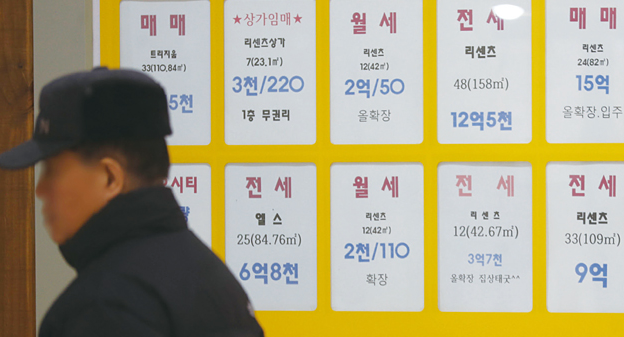 매 매
트리지움
33(110,84㎡)
5천
★상가임매★
리센츠상가
7(23,1㎡)
3천/220
1층 무권리
월 세
리센츠
12(42㎡)
2억/50
올확장
전 세
리센츠
48(158㎡)
12억5천
매 매
리센츠
24(82㎡)
15억
올확장,입주
시티
전 세
엘스
25(84.76㎡)
6억8천
월 세
리센츠
12(42㎡)
2천/110
확장
전 세
리 센 츠
12(42.67㎡)
3억7천
올확장 집상태굿^^
전 세
리센츠
33(109㎡)
9억